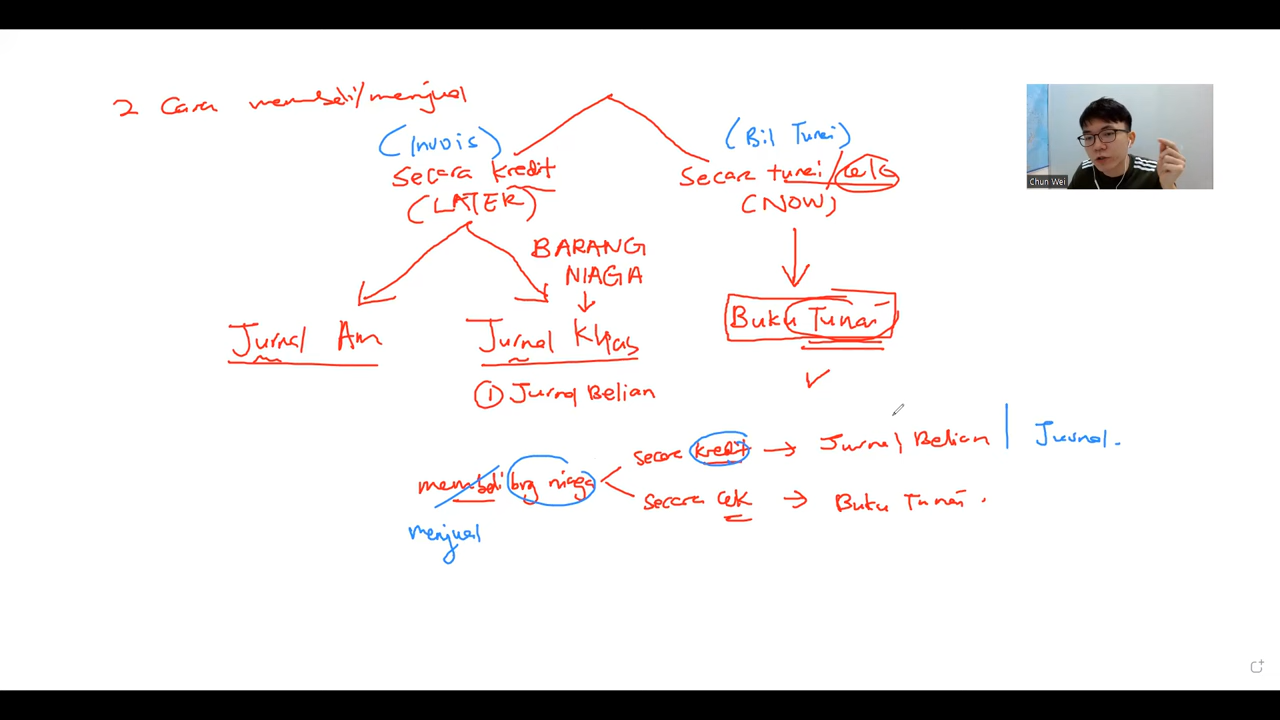 2 Cara membeli/menjual
(Invois)
Secara kredit
(LATER)
(Bil Tunai)
Secara tunai/cek
(NOW)
BARANG
NIAGA
Jurnal Am
Jurnal Khas
Buku Tunai
① Jurnal Belian
membeli brg niaga
menjual
secara kredit → Jurnal Belian | Jurnal.
secara cek → Buku Tunai.
Chun Wei